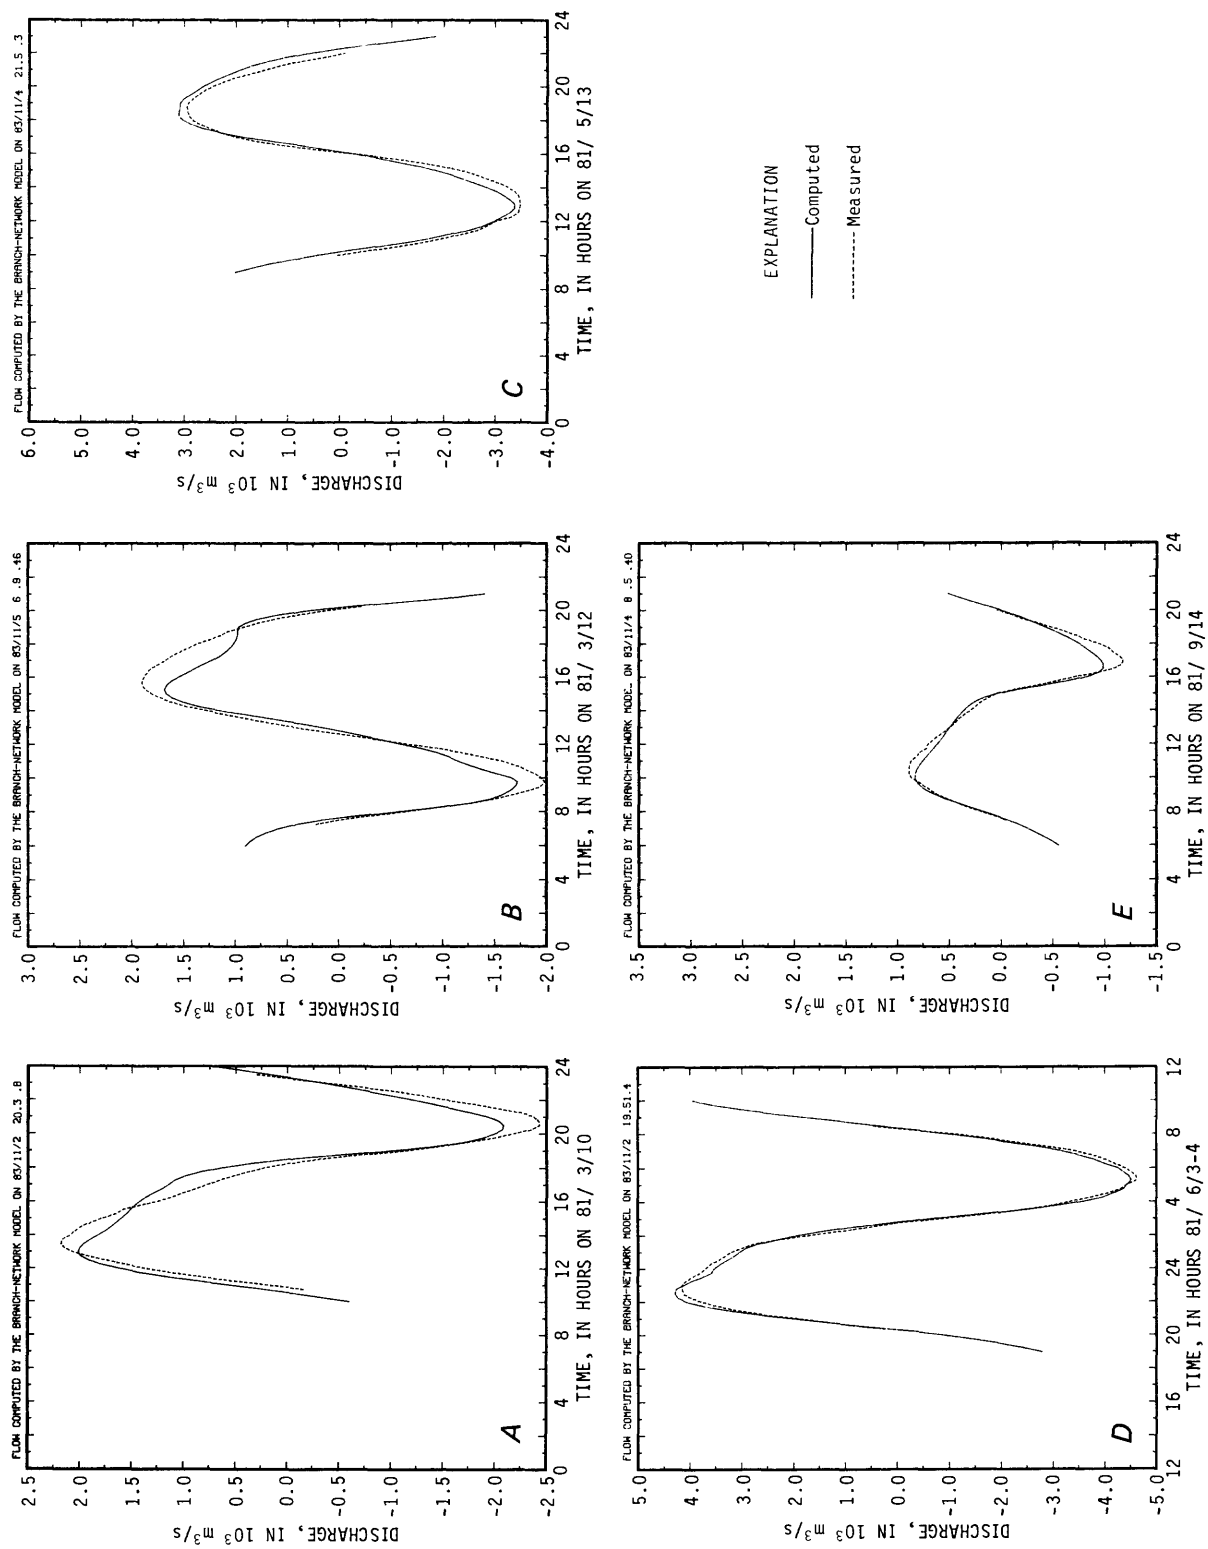 FLOW COMPUTED BY THE BRANCH-NETWORK MODEL ON 83/11/2 20.3 .8
2.5
2.0
1.5
1.0
0.5
0.0
-0.5
-1.0
-1.5
-2.0
-2.5
DISCHARGE, IN 10³ m³/s
A
0 4 8 12 16 20 24
TIME, IN HOURS ON 81/ 3/10
FLOW COMPUTED BY THE BRANCH-NETWORK MODEL ON 83/11/5 6 .9 .46
3.0
2.5
2.0
1.5
1.0
0.5
0.0
-0.5
-1.0
-1.5
-2.0
DISCHARGE, IN 10³ m³/s
B
0 4 8 12 16 20 24
TIME, IN HOURS ON 81/ 3/12
FLOW COMPUTED BY THE BRANCH-NETWORK MODEL ON 83/11/4 21.5 .3
6.0
5.0
4.0
3.0
2.0
1.0
0.0
-1.0
-2.0
-3.0
-4.0
DISCHARGE, IN 10³ m³/s
C
0 4 8 12 16 20 24
TIME, IN HOURS ON 81/ 5/13
FLOW COMPUTED BY THE BRANCH-NETWORK MODEL ON 83/11/2 19.51.4
5.0
4.0
3.0
2.0
1.0
0.0
-1.0
-2.0
-3.0
-4.0
-5.0
DISCHARGE, IN 10³ m³/s
D
12 16 20 24 4 8 12
TIME, IN HOURS 81/ 6/3-4
FLOW COMPUTED BY THE BRANCH-NETWORK MODEL ON 83/11/4 8 .5 .40
3.5
3.0
2.5
2.0
1.5
1.0
0.5
0.0
-0.5
-1.0
-1.5
DISCHARGE, IN 10³ m³/s
E
0 4 8 12 16 20 24
TIME, IN HOURS ON 81/ 9/14
EXPLANATION
Computed
Measured